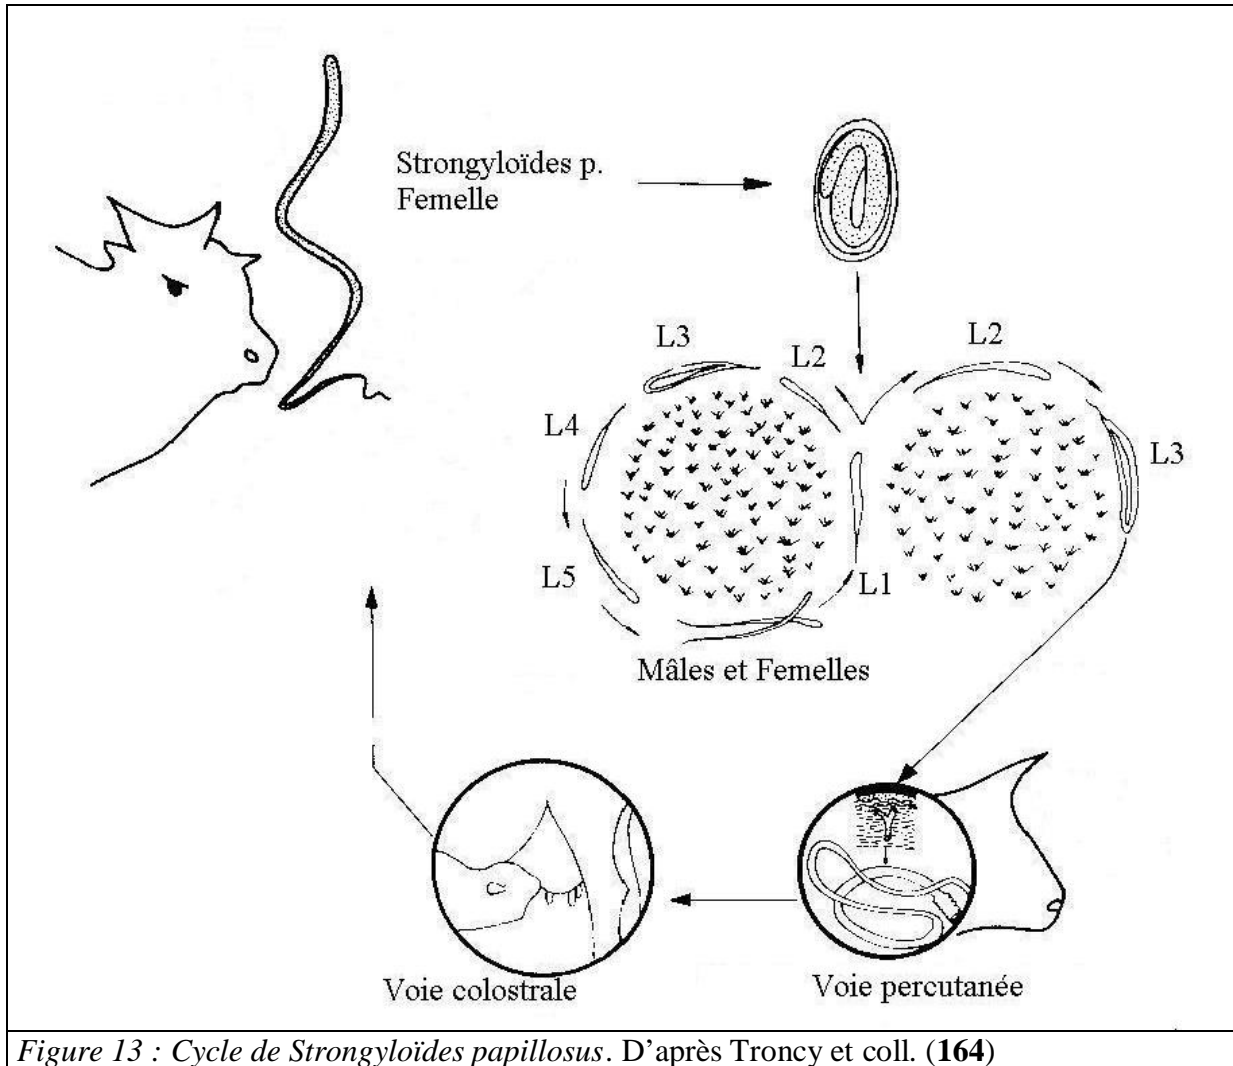 Strongyloïdes p.
Femelle
L3
L2
L2
L4
L3
L5
L1
Mâles et Femelles
Voie colostrale
Voie percutanée
Figure 13 : Cycle de Strongyloïdes papillosus. D'après Troncy et coll. (164)